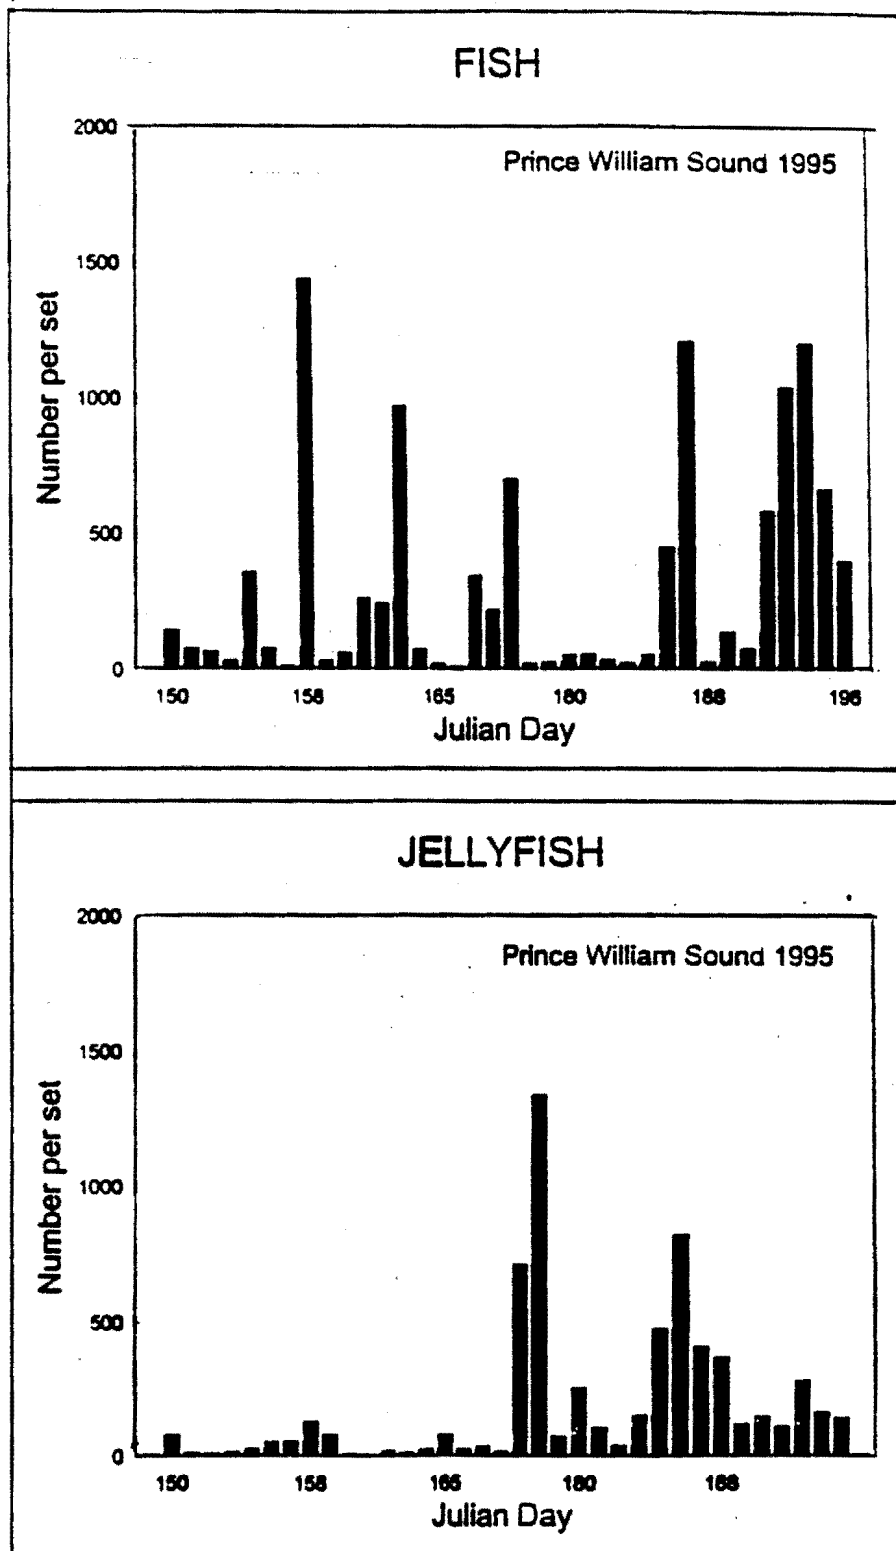 FISH
2000
Prince William Sound 1995
1500
1000
500
0
Number per set
150 158 165 180 188 196
Julian Day
JELLYFISH
2000
Prince William Sound 1995
1500
1000
500
0
Number per set
150 158 165 180 188
Julian Day